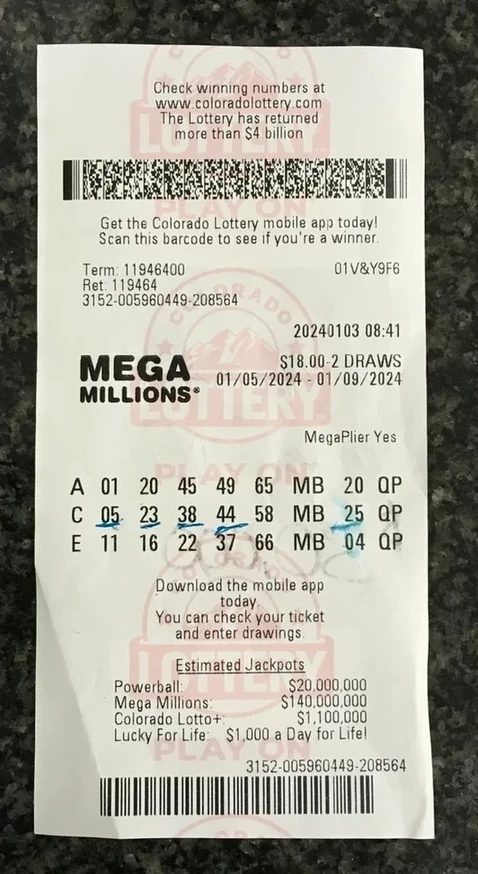 Check winning numbers at
www.coloradolottery.com
The Lottery has returned
more than $4 billion
Get the Colorado Lottery mobile app today!
Scan this barcode to see if you're a winner.
Term: 11946400 01V&Y9F6
Ret: 119464
3152-005960449-208564
20240103 08:41
MEGA
MILLIONS®
$18.00-2 DRAWS
01/05/2024 - 01/09/2024
MegaPlier Yes
A 01 20 45 49 65 MB 20 QP
C 05 23 38 44 58 MB 25 QP
E 11 16 22 37 66 MB 04 QP
Download the mobile app
today.
You can check your ticket
and enter drawings.
Estimated Jackpots
Powerball: $20,000,000
Mega Millions: $140,000,000
Colorado Lotto+: $1,100,000
Lucky For Life: $1,000 a Day for Life!
3152-005960449-208564
COLORADO
LOTTERY
PLAY ON